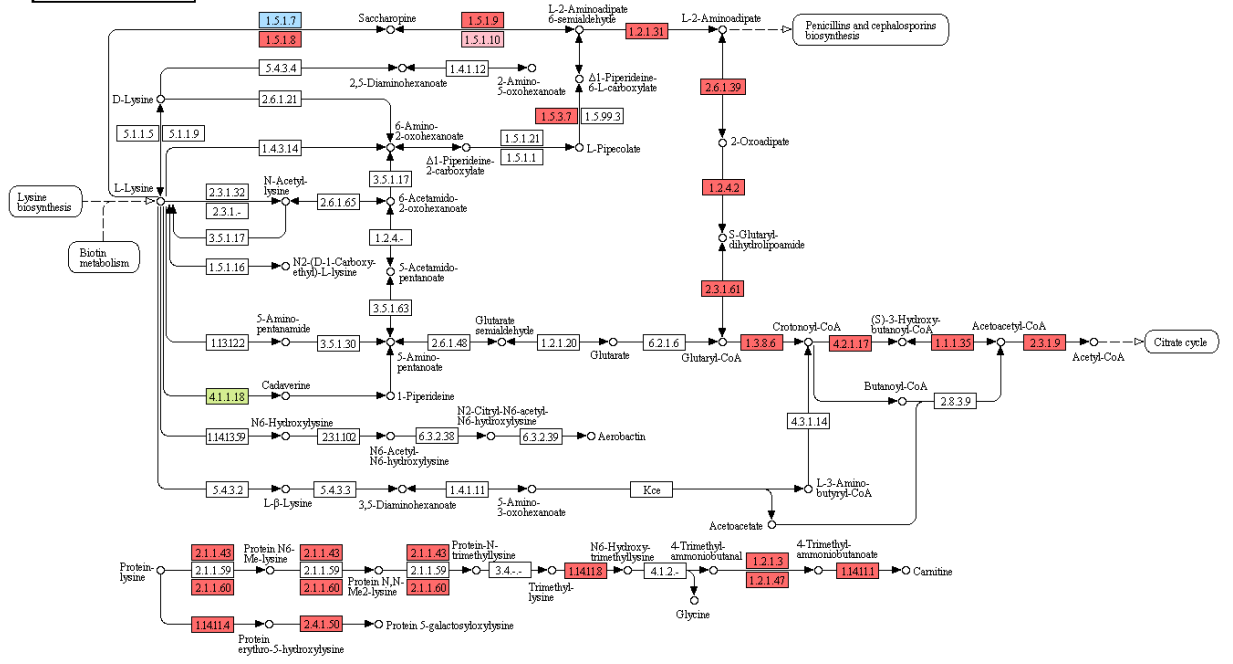 1.5.1.7
1.5.1.8
Saccharopine
1.5.1.9
1.5.1.10
L-2-Aminoadipate
6-semialdehyde
1.2.1.31
L-2-Aminoadipate
Penicillins and cephalosporins
biosynthesis
5.4.3.4
2,5-Diaminohexanoate
1.4.1.12
2-Amino-
5-oxohexanoate
Δ1-Piperideine-
6-L-carboxylate
2.6.1.39
D-Lysine
2.6.1.21
1.5.3.7
1.5.99.3
5.1.1.5
5.1.1.9
6-Amino-
2-oxohexanoate
1.4.3.14
Δ1-Piperideine-
2-carboxylate
1.5.1.21
1.5.1.1
L-Pipecolate
2-Oxoadipate
3.5.1.17
1.2.4.2
L-Lysine
Lysine
biosynthesis
Biotin
metabolism
2.3.1.32
2.3.1.-
N-Acetyl-
lysine
2.6.1.65
6-Acetamido-
2-oxohexanoate
3.5.1.17
1.2.4.-
S-Glutaryl-
dihydrolipoamide
1.5.1.16
N2-(D-1-Carboxy-
ethyl)-L-lysine
5-Acetamido-
pentanoate
2.3.1.61
3.5.1.63
5-Amino-
pentanamide
1.13.12.2
3.5.1.30
5-Amino-
pentanoate
2.6.1.48
Glutarate
semialdehyde
1.2.1.20
Glutarate
6.2.1.6
Glutaryl-CoA
1.3.8.6
Crotonoyl-CoA
4.2.1.17
(S)-3-Hydroxy-
butanoyl-CoA
1.1.1.35
Acetoacetyl-CoA
2.3.1.9
Acetyl-CoA
Citrate cycle
4.1.1.18
Cadaverine
1-Piperideine
Butanoyl-CoA
2.8.3.9
4.3.1.14
1.14.13.59
N6-Hydroxylysine
2.3.1.102
N6-Acetyl-
N6-hydroxylysine
6.3.2.38
N2-Citryl-N6-acetyl-
N6-hydroxylysine
6.3.2.39
Aerobactin
5.4.3.2
L-β-Lysine
5.4.3.3
3,5-Diaminohexanoate
1.4.1.11
5-Amino-
3-oxohexanoate
Kce
L-3-Amino-
butyryl-CoA
Acetoacetate
Protein-
lysine
2.1.1.43
2.1.1.59
2.1.1.60
Protein N6-
Me-lysine
2.1.1.43
2.1.1.59
2.1.1.60
Protein N,N-
Me2-lysine
2.1.1.43
2.1.1.59
2.1.1.60
Protein-N-
trimethyllysine
3.4.-.-
Trimethyl-
lysine
1.14.11.8
N6-Hydroxy-
trimethyllysine
4.1.2.-
Glycine
4-Trimethyl-
ammoniobutanal
1.2.1.3
1.2.1.47
4-Trimethyl-
ammoniobutanoate
1.14.11.1
Carnitine
1.14.11.4
Protein
erythro-5-hydroxylysine
2.4.1.50
Protein 5-galactosyloxylysine